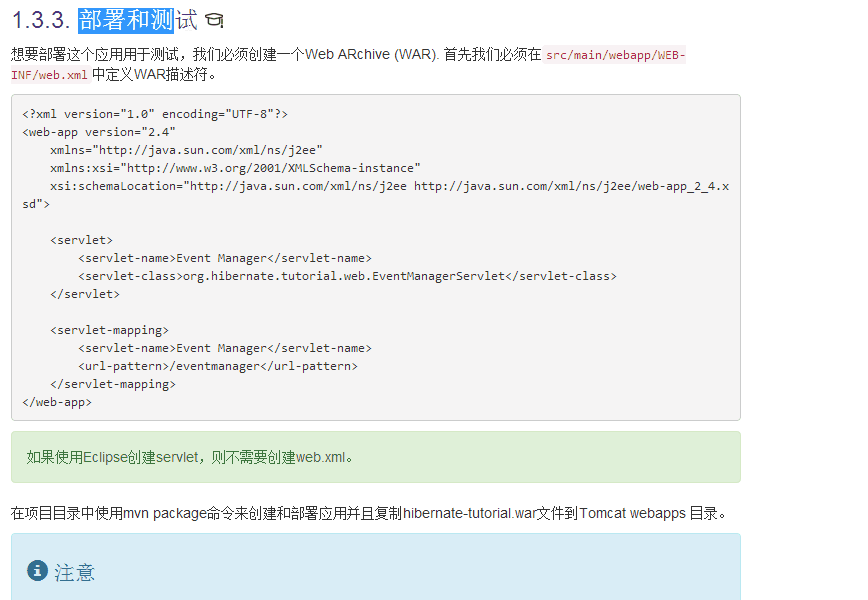 1.3.3. 部署和测试
想要部署这个应用用于测试，我们必须创建一个Web ARchive (WAR). 首先我们必须在 src/main/webapp/WEB-
INF/web.xml 中定义WAR描述符。
<?xml version="1.0" encoding="UTF-8"?>
<web-app version="2.4"
    xmlns="http://java.sun.com/xml/ns/j2ee"
    xmlns:xsi="http://www.w3.org/2001/XMLSchema-instance"
    xsi:schemaLocation="http://java.sun.com/xml/ns/j2ee http://java.sun.com/xml/ns/j2ee/web-app_2_4.x
sd">
    <servlet>
        <servlet-name>Event Manager</servlet-name>
        <servlet-class>org.hibernate.tutorial.web.EventManagerServlet</servlet-class>
    </servlet>
    <servlet-mapping>
        <servlet-name>Event Manager</servlet-name>
        <url-pattern>/eventmanager</url-pattern>
    </servlet-mapping>
</web-app>
如果使用Eclipse创建servlet，则不需要创建web.xml。
在项目目录中使用mvn package命令来创建和部署应用并且复制hibernate-tutorial.war文件到Tomcat webapps 目录。
注意